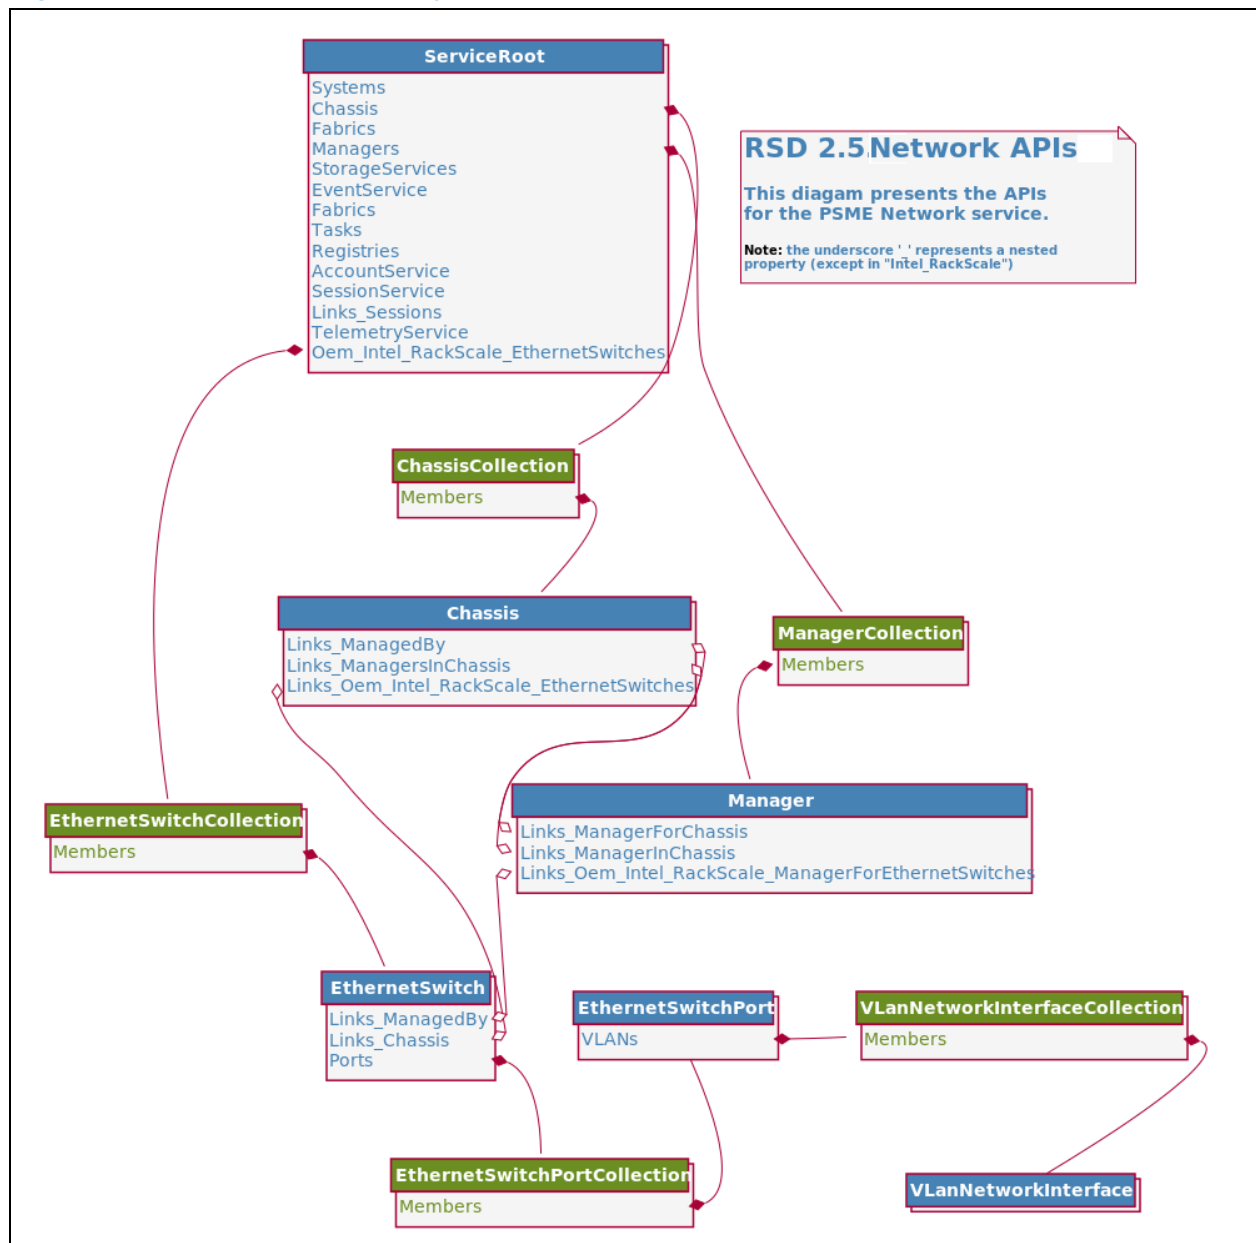 ServiceRoot
Systems
Chassis
Fabrics
Managers
StorageServices
EventService
Fabrics
Tasks
Registries
AccountService
SessionService
Links_Sessions
TelemetryService
Oem_Intel_RackScale_EthernetSwitches
RSD 2.5 Network APIs
This diagam presents the APIs
for the PSME Network service.
Note: the underscore '_' represents a nested
property (except in "Intel_RackScale")
ChassisCollection
Members
Chassis
Links_ManagedBy
Links_ManagersInChassis
Links_Oem_Intel_RackScale_EthernetSwitches
ManagerCollection
Members
Manager
Links_ManagerForChassis
Links_ManagerInChassis
Links_Oem_Intel_RackScale_ManagerForEthernetSwitches
EthernetSwitchCollection
Members
EthernetSwitch
Links_ManagedBy
Links_Chassis
Ports
EthernetSwitchPort
VLANs
VLanNetworkInterfaceCollection
Members
EthernetSwitchPortCollection
Members
VLanNetworkInterface